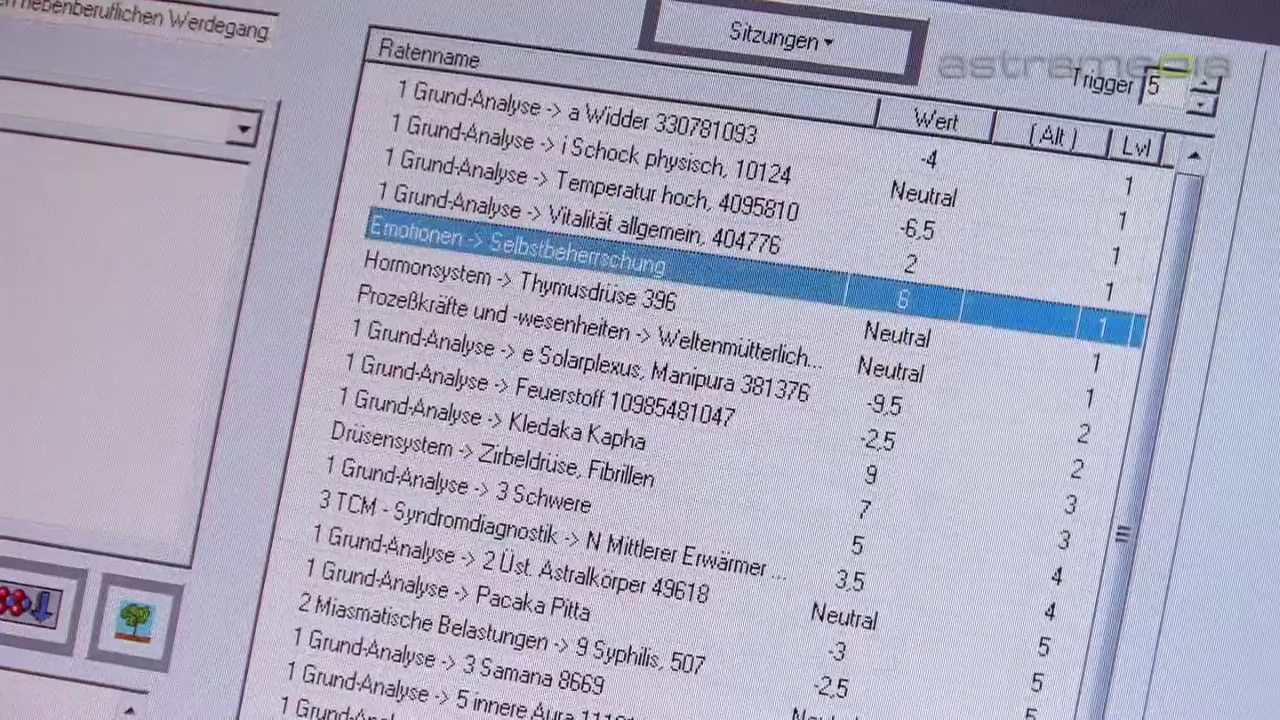 nebenberuflichen Werdegang
Sitzungen
astramedia
Trigger 5
Ratenname Wert ( Alt ) Lvl
1 Grund-Analyse -> a Widder 330781093 -4 1
1 Grund-Analyse -> i Schock physisch, 10124 Neutral 1
1 Grund-Analyse -> Temperatur hoch, 4095810 -6,5 1
1 Grund-Analyse -> Vitalität allgemein, 404776 2 1
Emotionen -> Selbstbeherrschung 6 1
Hormonsystem -> Thymusdrüse 396 Neutral 1
Prozeßkräfte und -wesenheiten -> Weltenmütterlich... Neutral 1
1 Grund-Analyse -> e Solarplexus, Manipura 381376 -9,5 2
1 Grund-Analyse -> Feuerstoff 10985481047 -2,5 2
1 Grund-Analyse -> Kledaka Kapha 9 3
Drüsensystem -> Zirbeldrüse, Fibrillen 7 3
1 Grund-Analyse -> 3 Schwere 5 4
3 TCM - Syndromdiagnostik -> N Mittlerer Erwärmer ... 3,5 4
1 Grund-Analyse -> 2 Üst. Astralkörper 49618 Neutral 5
1 Grund-Analyse -> Pacaka Pitta -3 5
2 Miasmatische Belastungen -> 9 Syphilis, 507 -2,5 5
1 Grund-Analyse -> 3 Samana 8669
1 Grund-Analyse -> 5 innere Aura
1 Grund-Analyse